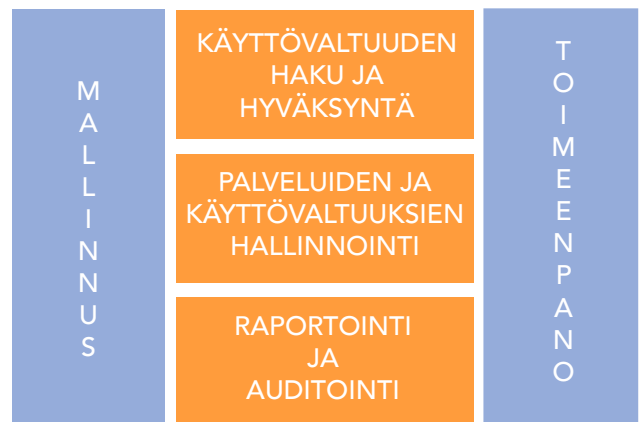 MALLINNUS
KÄYTTÖVALTUUDEN
HAKU JA
HYVÄKSYNTÄ
PALVELUIDEN JA
KÄYTTÖVALTUUKSIEN
HALLINNOINTI
RAPORTOINTI
JA
AUDITOINTI
TOIMEENPANO